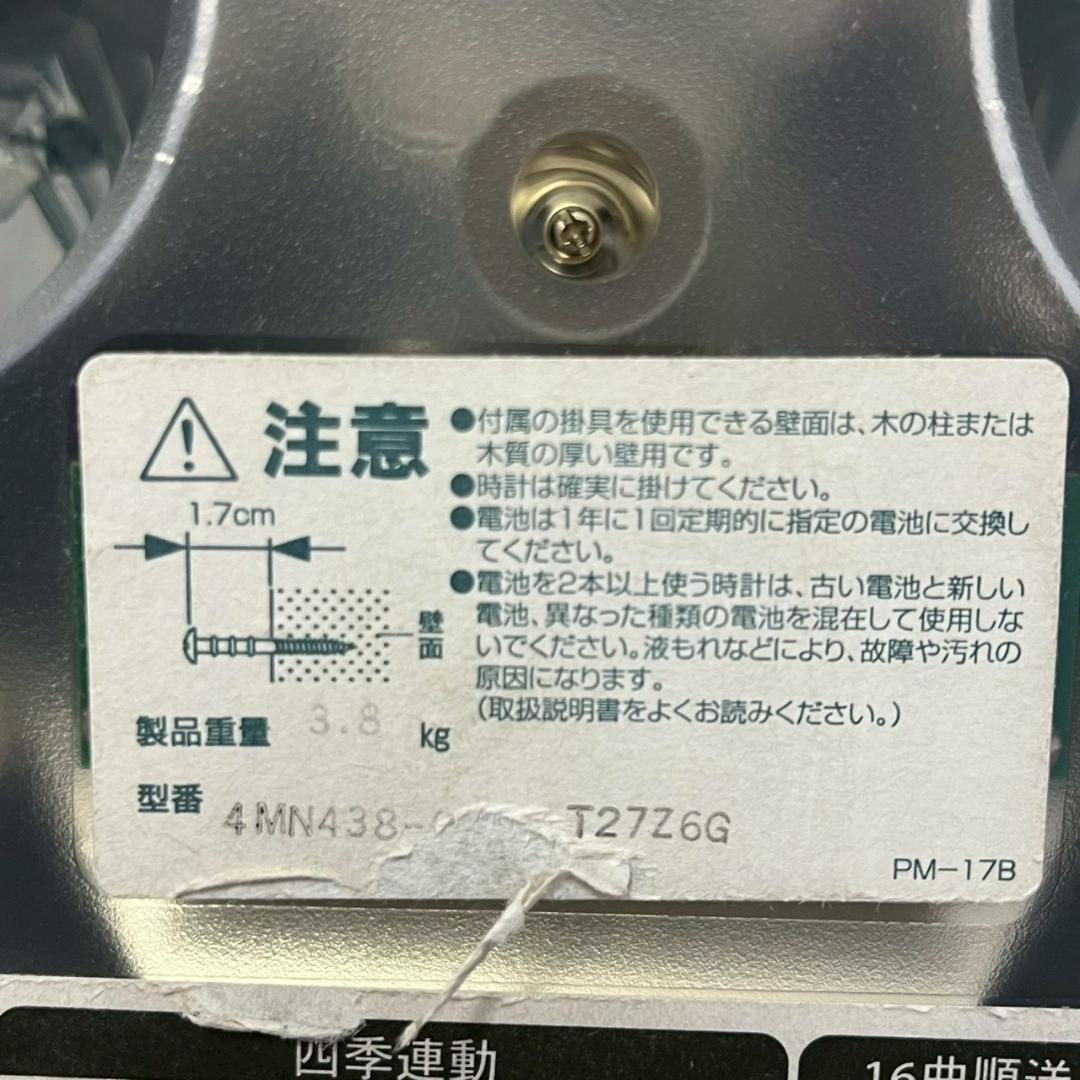 注意
●付属の掛具を使用できる壁面は、木の柱または
木質の厚い壁用です。
●時計は確実に掛けてください。
●電池は1年に1回定期的に指定の電池に交換し
てください。
●電池を2本以上使う時計は、古い電池と新しい
電池、異なった種類の電池を混在して使用しな
いでください。液もれなどにより、故障や汚れの
原因になります。
(取扱説明書をよくお読みください。)
1.7cm
壁面
製品重量 3.8 kg
型番 4MN438- T27Z6G
PM-17B
四季連動
16曲順送